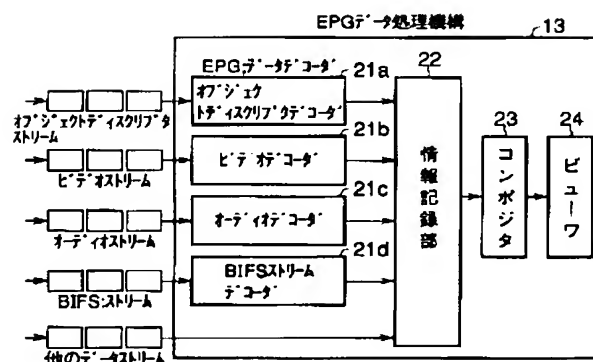 EPGデータ処理機構
13
EPGデータデコーダ
21a
22
オブジェクトディスクリプタ
ストリーム
オブジェク
トディスクリプタデコーダ
21b
ビデオストリーム
ビデオデコーダ
21c
オーディオストリーム
オーディオデコーダ
21d
BIFSストリーム
BIFSストリーム
デコーダ
他のデータストリーム
情報記録部
23
コンポジタ
24
ビューワ